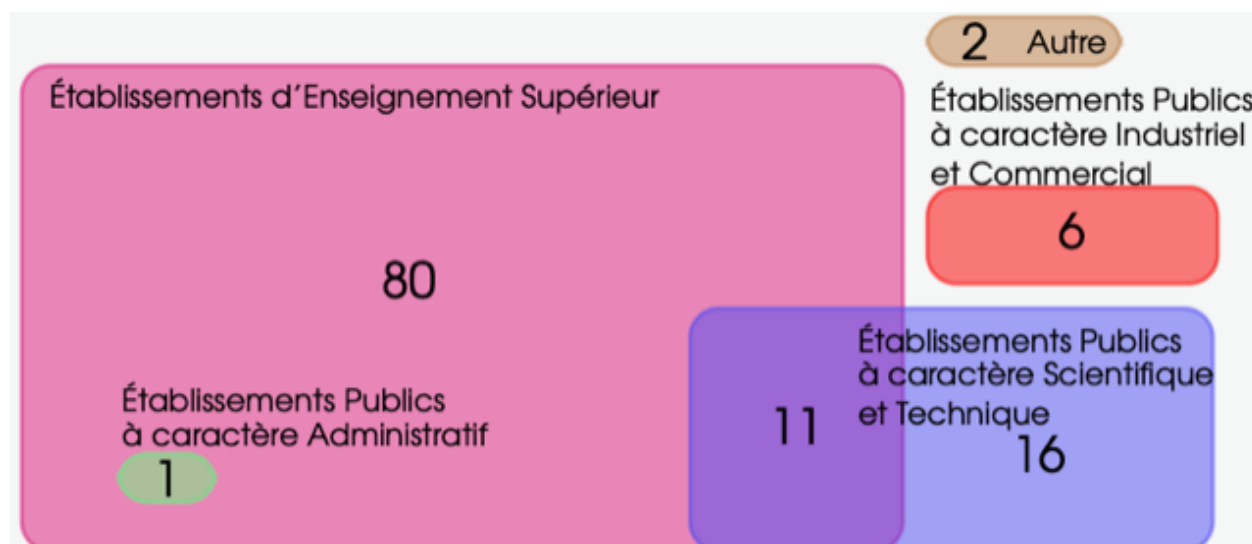 2 Autre
Établissements d'Enseignement Supérieur
Établissements Publics
à caractère Industriel
et Commercial
6
80
Établissements Publics
à caractère Scientifique
et Technique
11
16
Établissements Publics
à caractère Administratif
1